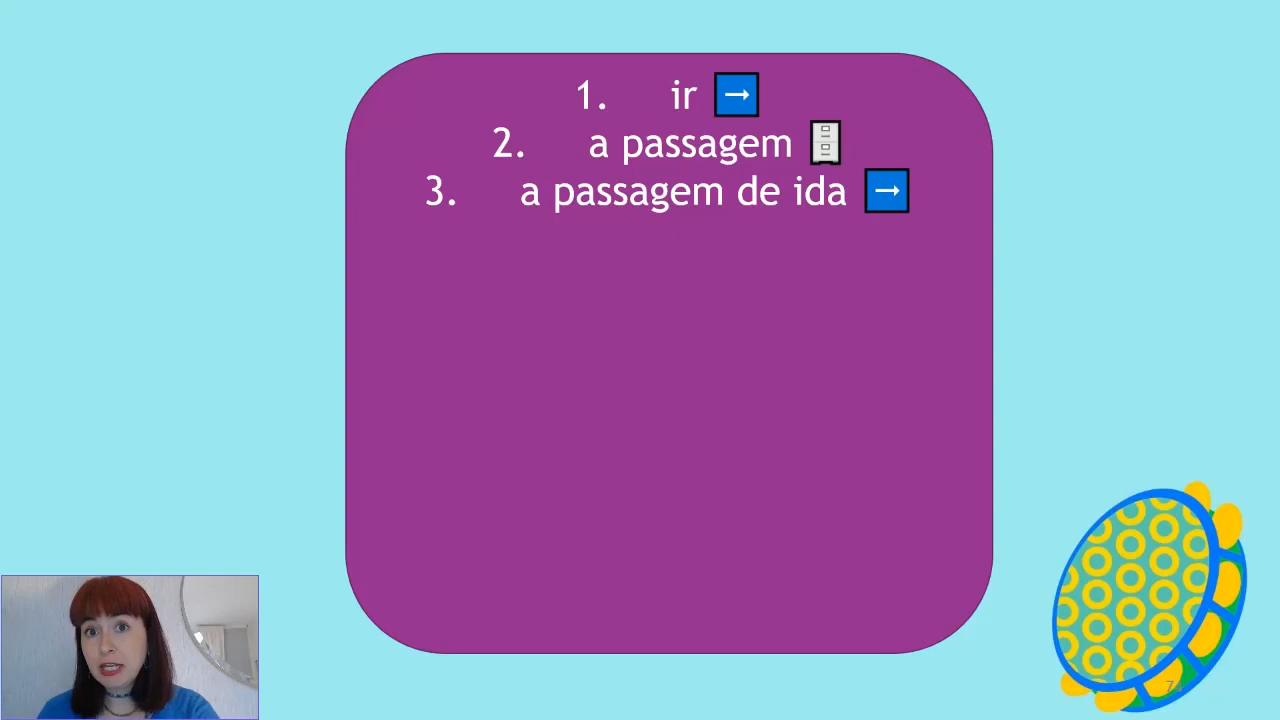 1. ir
2. a passagem
3. a passagem de ida